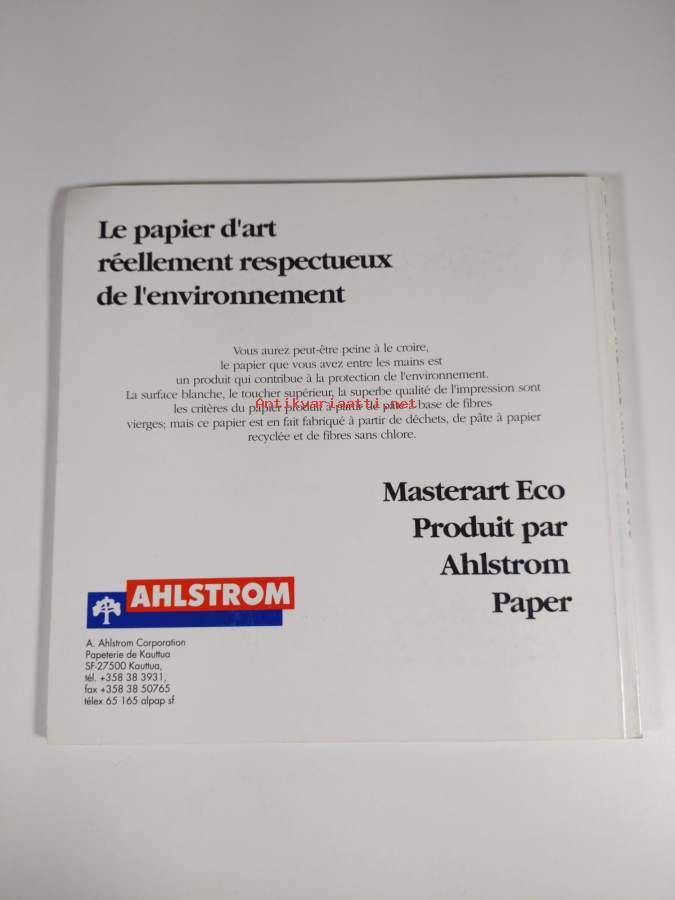 Le papier d'art
réellement respectueux
de l'environnement
Vous aurez peut-être peine à le croire,
le papier que vous avez entre les mains est
un produit qui contribue à la protection de l'environnement.
La surface blanche, le toucher supérieur, la superbe qualité de l'impression sont
les critères du papier produit à partir de pâte à base de fibres
Antikvariaatti.net
vierges; mais ce papier est en fait fabriqué à partir de déchets, de pâte à papier
recyclée et de fibres sans chlore.
Masterart Eco
Produit par
Ahlstrom
Paper
AHLSTROM
A. Ahlstrom Corporation
Papeterie de Kauttua
SF-27500 Kauttua,
tél. +358 38 3931,
fax +358 38 50765
télex 65 165 alpap sf